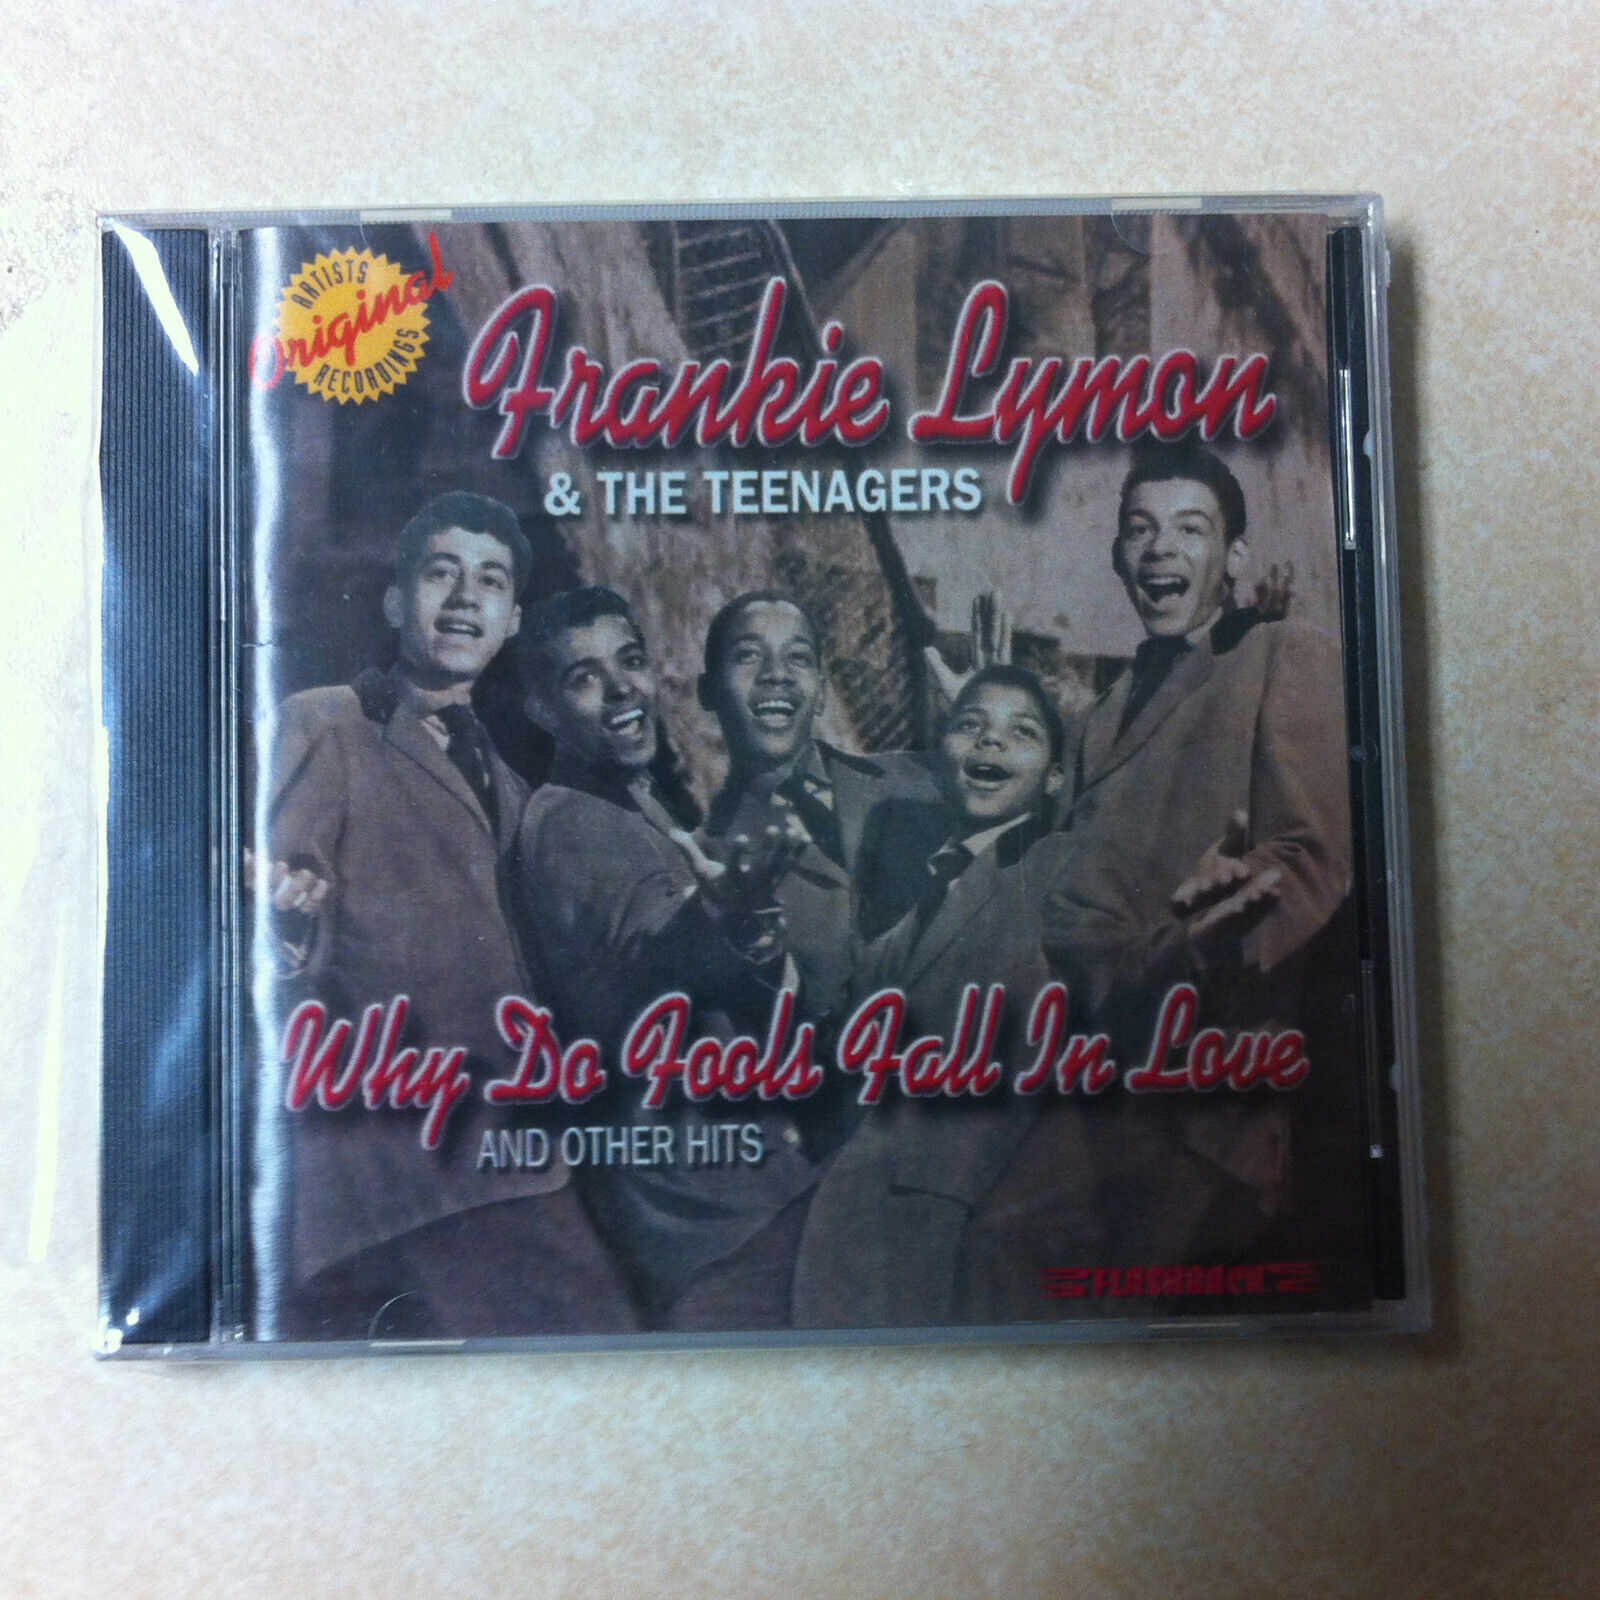 ARTISTS
Original
RECORDINGS
Frankie Lymon
& THE TEENAGERS
Why Do Fools Fall In Love
AND OTHER HITS
FLASHBACK